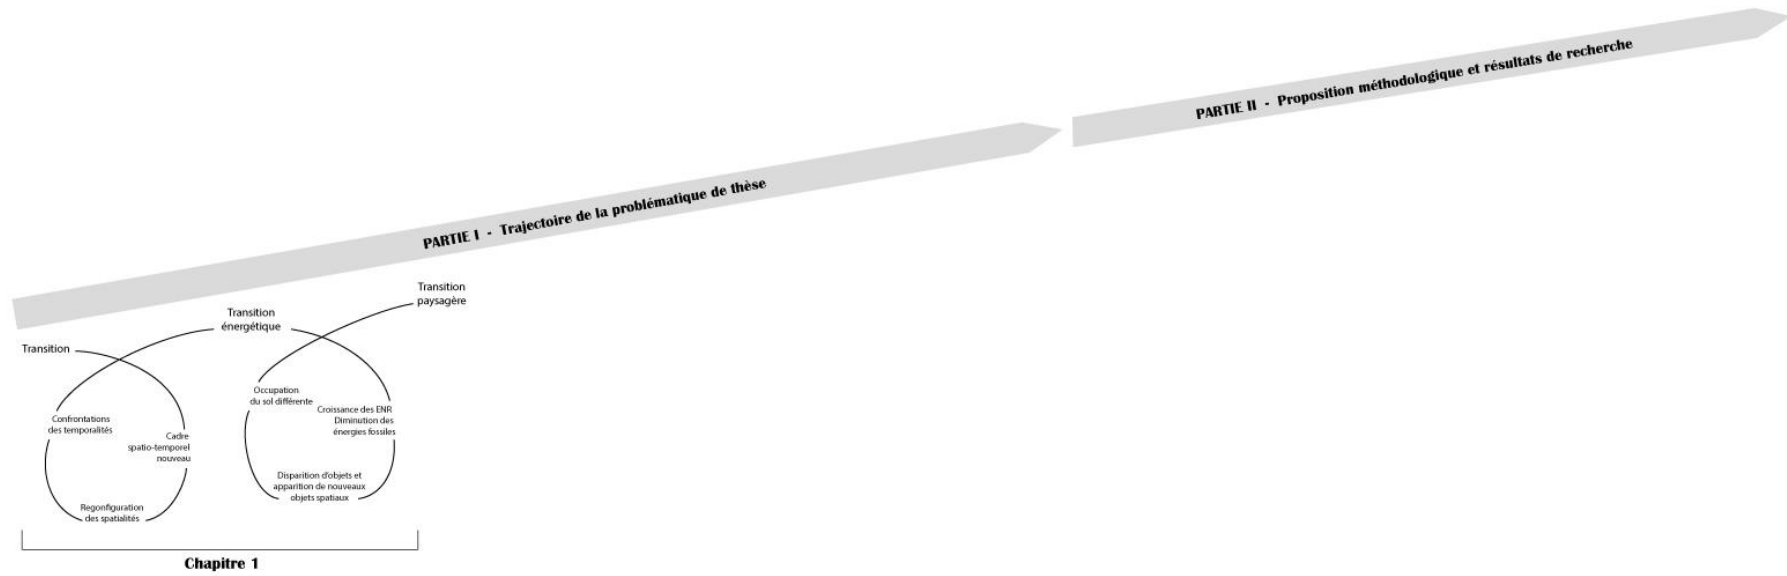 PARTIE II - Proposition méthodologique et résultats de recherche
PARTIE I - Trajectoire de la problématique de thèse
Transition
paysagère
Transition
énergétique
Transition
Occupation
du sol différente
Croissance des ENR
Diminution des
énergies fossiles
Confrontations
des temporalités
Cadre
spatio-temporel
nouveau
Disparition d'objets et
apparition de nouveaux
objets spatiaux
Regonfiguration
des spatialités
Chapitre 1